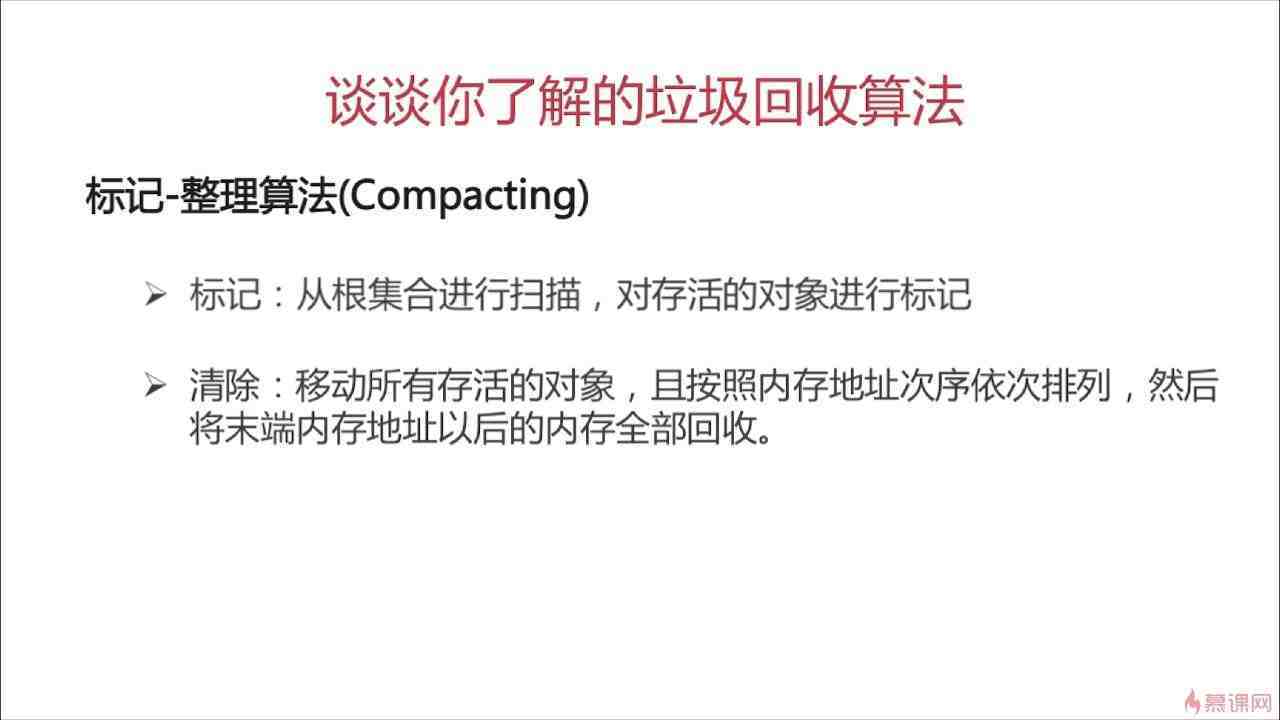 谈谈你了解的垃圾回收算法
标记-整理算法(Compacting)
➢ 标记：从根集合进行扫描，对存活的对象进行标记
➢ 清除：移动所有存活的对象，且按照内存地址次序依次排列，然后
将末端内存地址以后的内存全部回收。
慕课网